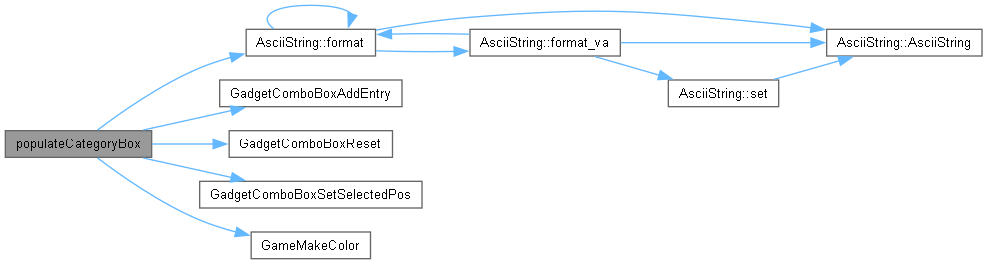 populateCategoryBox
AsciiString::format
GadgetComboBoxAddEntry
GadgetComboBoxReset
GadgetComboBoxSetSelectedPos
GameMakeColor
AsciiString::format_va
AsciiString::set
AsciiString::AsciiString